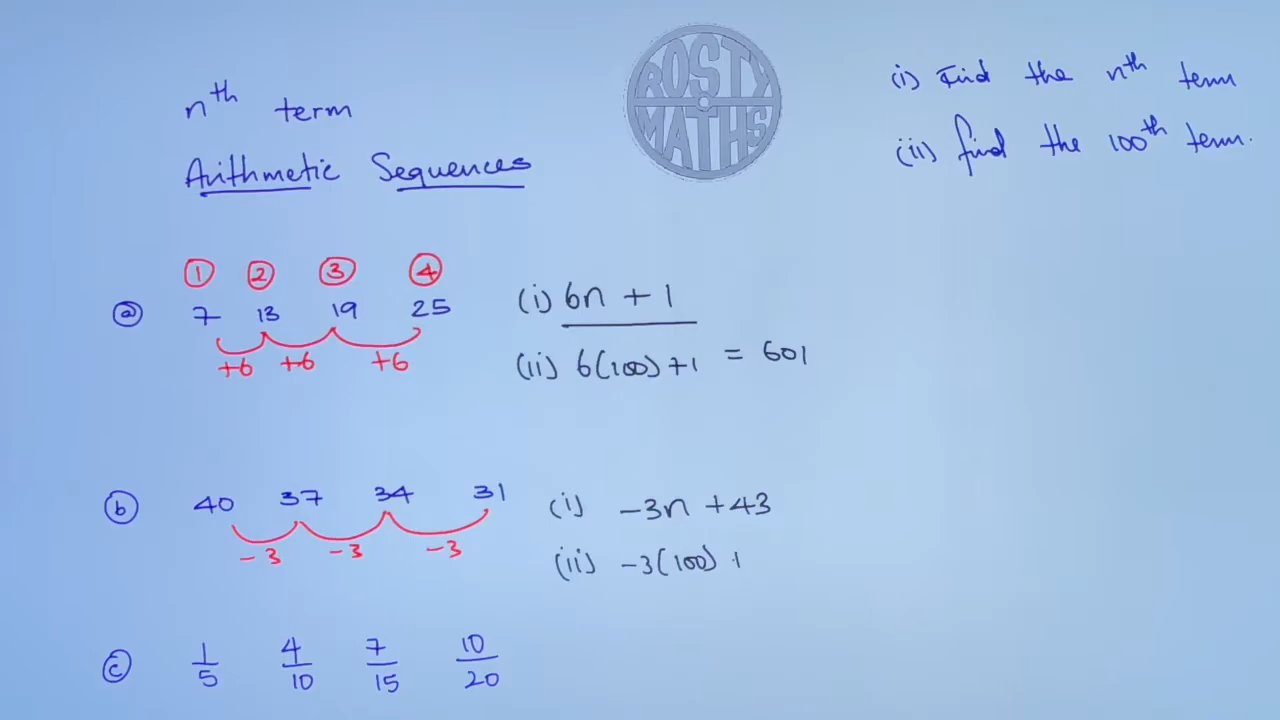 nth term
Arithmetic Sequences
ROSTY MATHS
(i) Find the nth term
(ii) find the 100th term.
① ② ③ ④
ⓐ 7 13 19 25
+6 +6 +6
(i) 6n + 1
(ii) 6(100)+1 = 601
ⓑ 40 37 34 31
-3 -3 -3
(i) -3n +43
(ii) -3(100) +
ⓒ 1/5 4/10 7/15 10/20